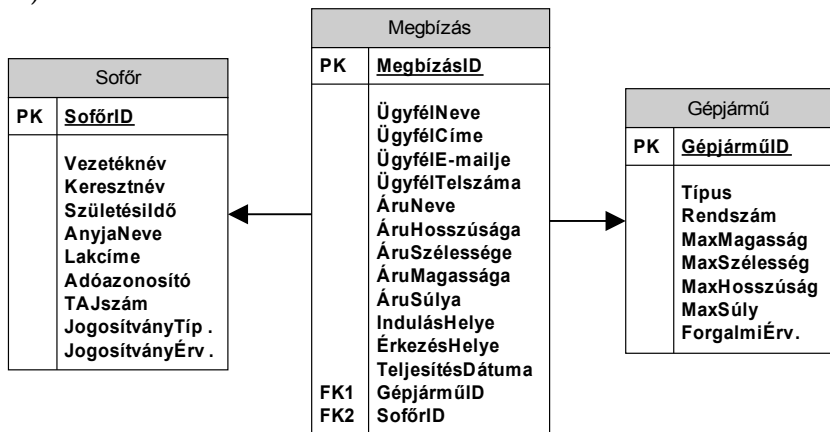 Sofőr
PK SofőrID
Vezetéknév
Keresztnév
SzületésiIdő
AnyjaNeve
Lakcíme
Adóazonosító
TAJszám
JogosítványTíp.
JogosítványÉrv.
Megbízás
PK MegbízásID
ÜgyfélNeve
ÜgyfélCíme
ÜgyfélE-mailje
ÜgyfélTelszáma
ÁruNeve
ÁruHosszúsága
ÁruSzélessége
ÁruMagassága
ÁruSúlya
IndulásHelye
ÉrkezésHelye
TeljesítésDátuma
FK1 GépjárműID
FK2 SofőrID
Gépjármű
PK GépjárműID
Típus
Rendszám
MaxMagasság
MaxSzélesség
MaxHosszúság
MaxSúly
ForgalmiÉrv.